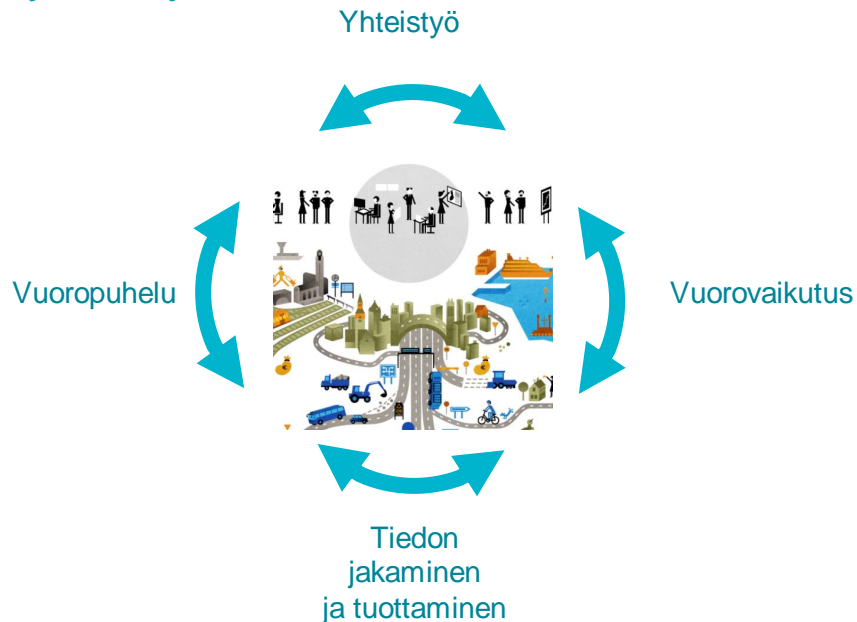 Yhteistyö
Vuoropuhelu
Vuorovaikutus
Tiedon
jakaminen
ja tuottaminen